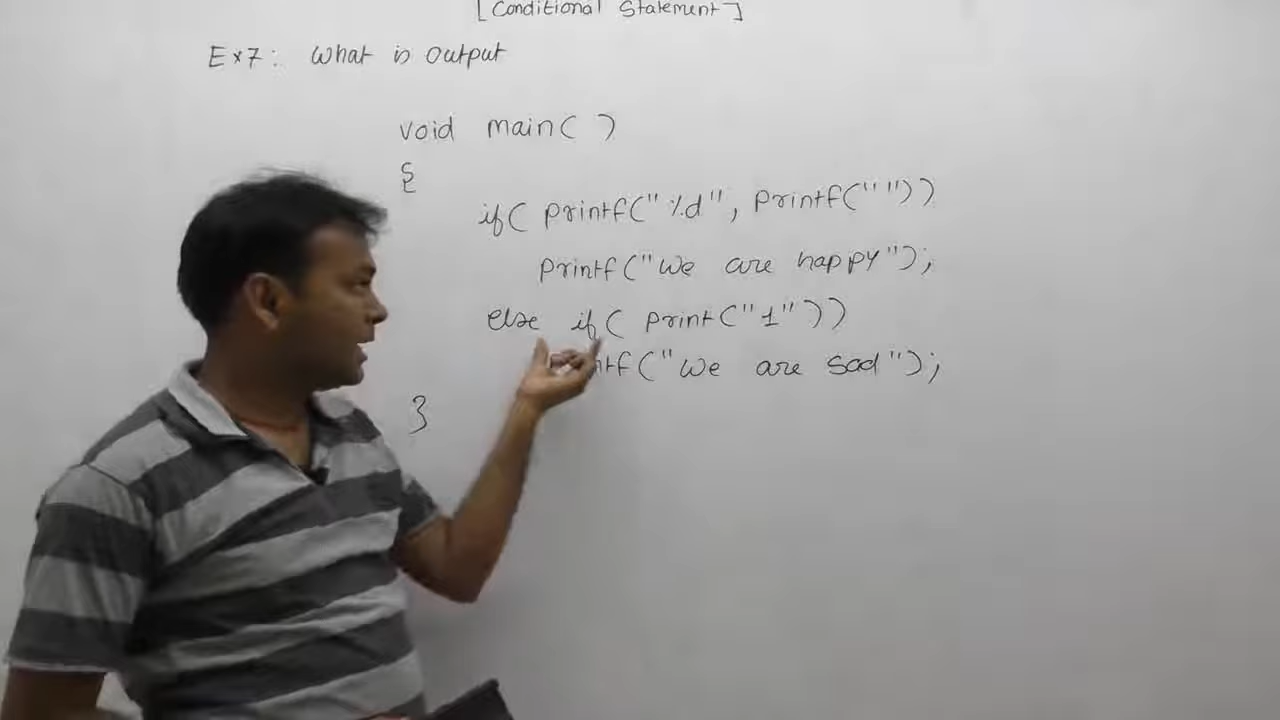 [Conditional Statement]
Ex7: What is output
void main( )
{
if( printf("%d", printf(" "))
printf("We are happy");
else if( print("1"))
ntf("We are sad");
}